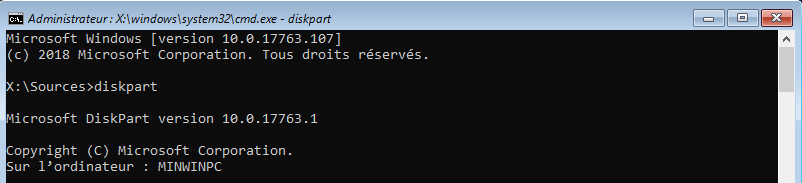 Administrateur : X:\windows\system32\cmd.exe - diskpart
Microsoft Windows [version 10.0.17763.107]
(c) 2018 Microsoft Corporation. Tous droits réservés.
X:\Sources>diskpart
Microsoft DiskPart version 10.0.17763.1
Copyright (C) Microsoft Corporation.
Sur l’ordinateur : MINWINPC